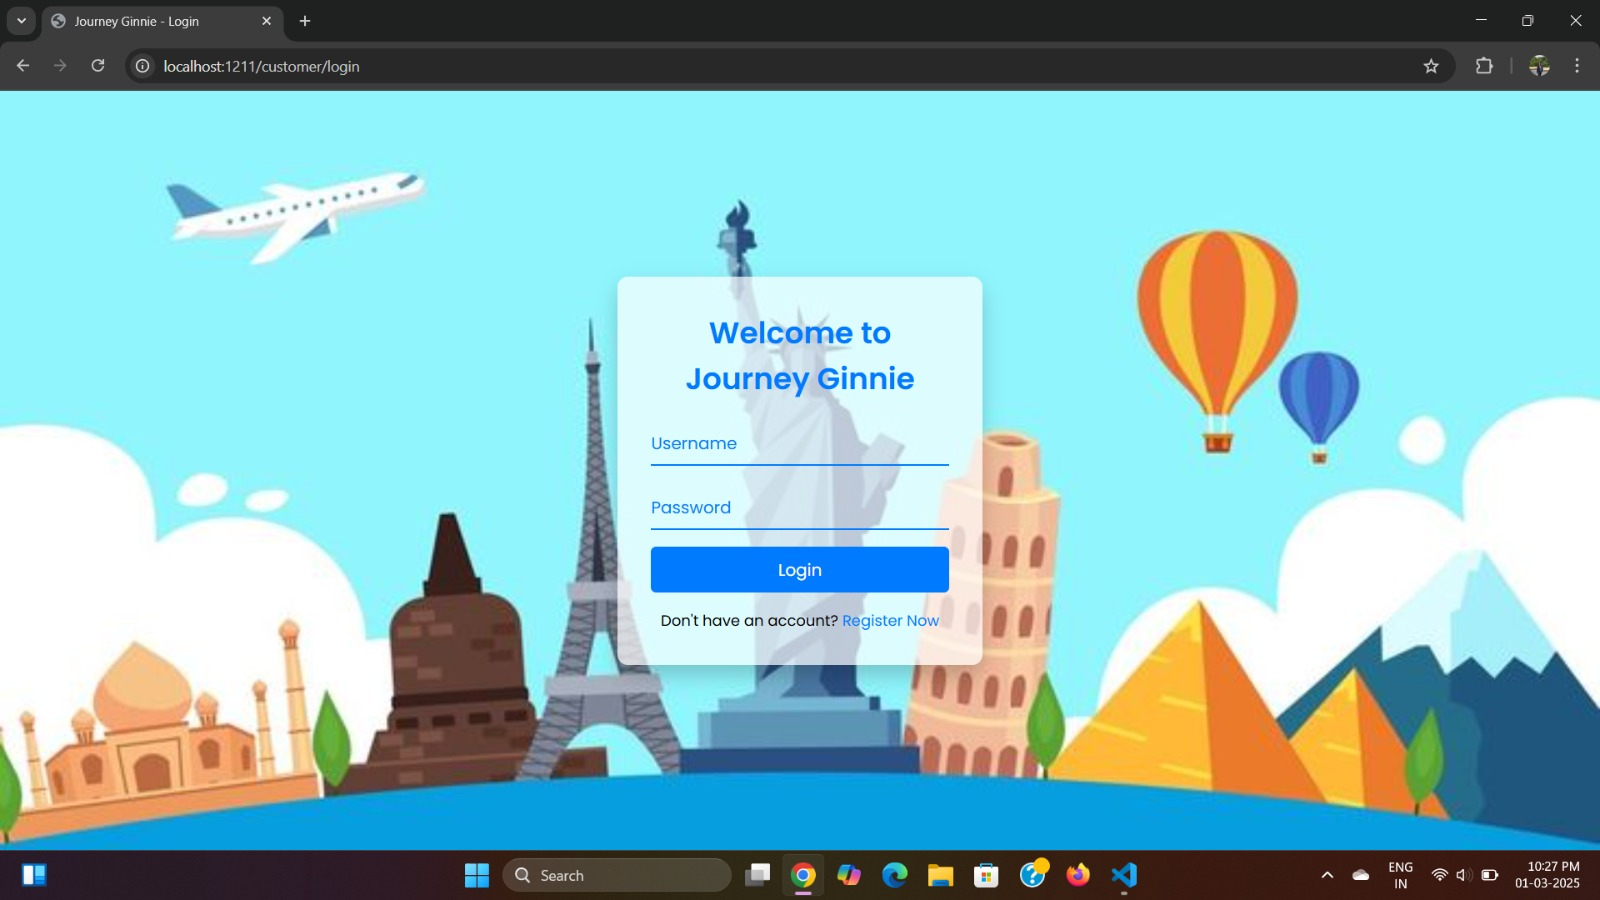 Journey Ginnie - Login
localhost:1211/customer/login
Welcome to
Journey Ginnie
Username
Password
Login
Don't have an account? Register Now
Search
ENG
IN
10:27 PM
01-03-2025